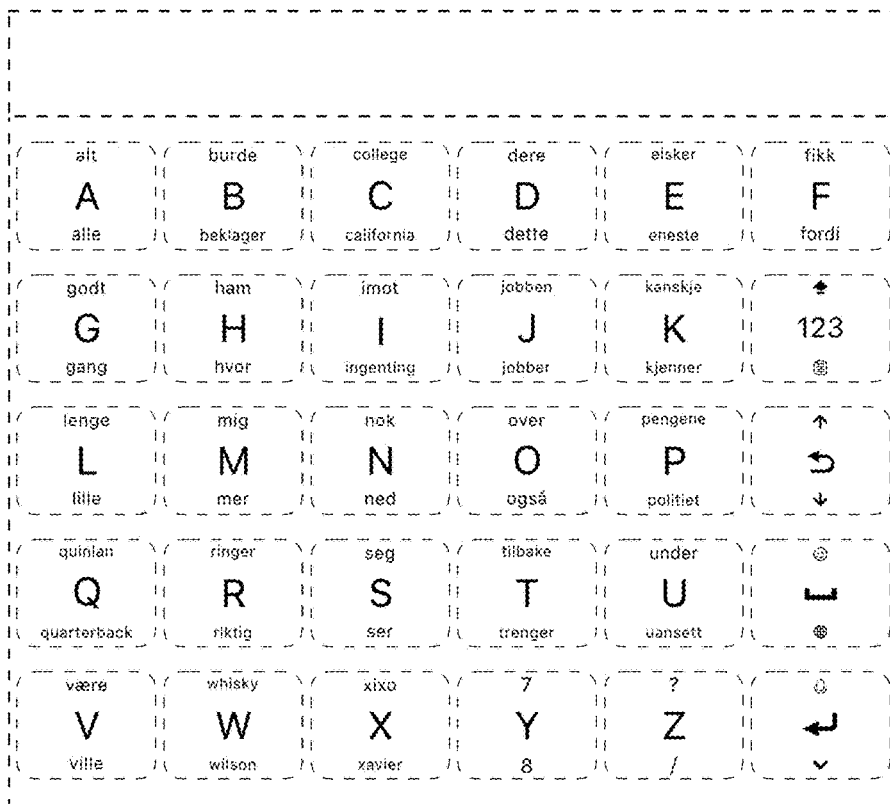 alt burde college dere elsker fikk
A B C D E F
alle beklager california dette eneste fordi
godt ham imot jobben kanskje
G H I J K 123
gang hvor ingenting jobber kjenner
lenge mig nok over pengene
L M N O P
lille mer ned også politiet
quinlan ringer seg tilbake under
Q R S T U
quarterback riktig ser trenger uansett
være whisky xixo 7 ?
V W X Y Z
ville wilson xavier 8 /